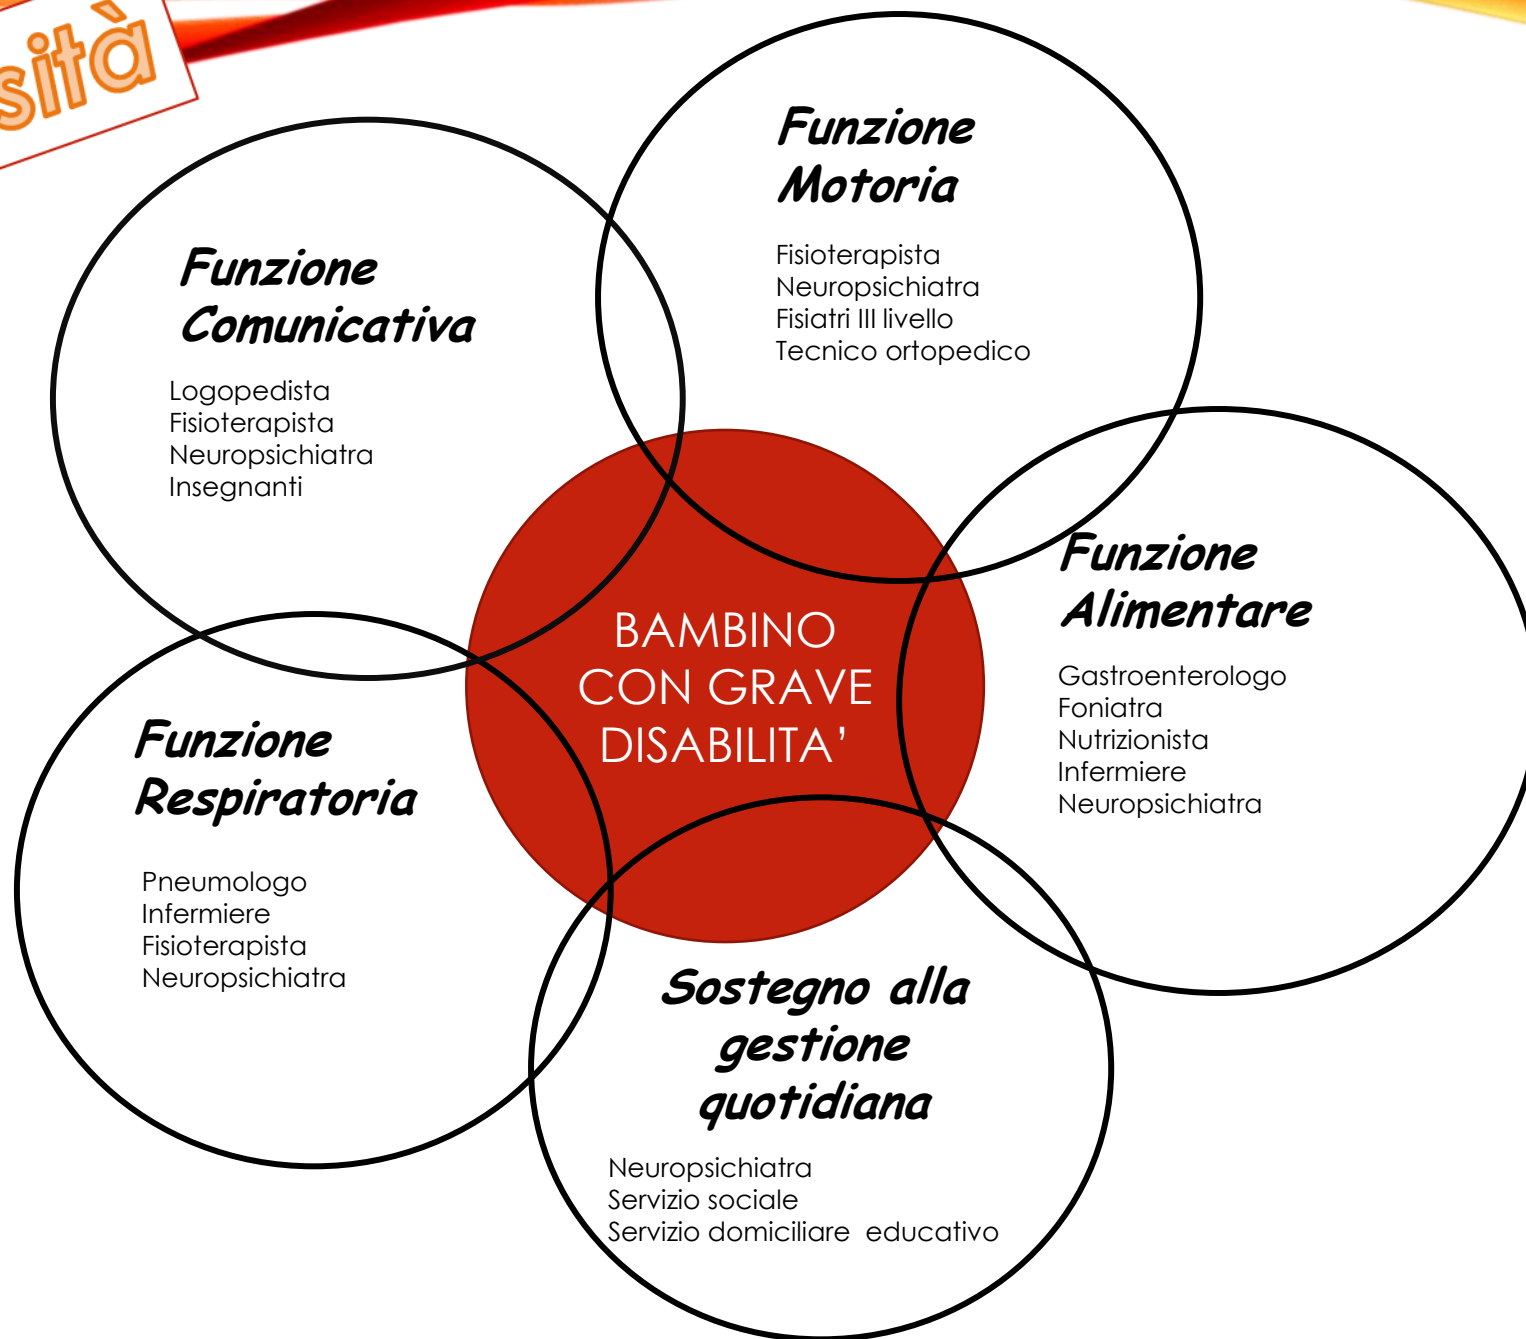 Funzione
Motoria
Fisioterapista
Neuropsichiatra
Fisiatri III livello
Tecnico ortopedico
Funzione
Comunicativa
Logopedista
Fisioterapista
Neuropsichiatra
Insegnanti
Funzione
Alimentare
Gastroenterologo
Foniatra
Nutrizionista
Infermiere
Neuropsichiatra
BAMBINO
CON GRAVE
DISABILITA’
Funzione
Respiratoria
Pneumologo
Infermiere
Fisioterapista
Neuropsichiatra
Sostegno alla
gestione
quotidiana
Neuropsichiatra
Servizio sociale
Servizio domiciliare  educativo